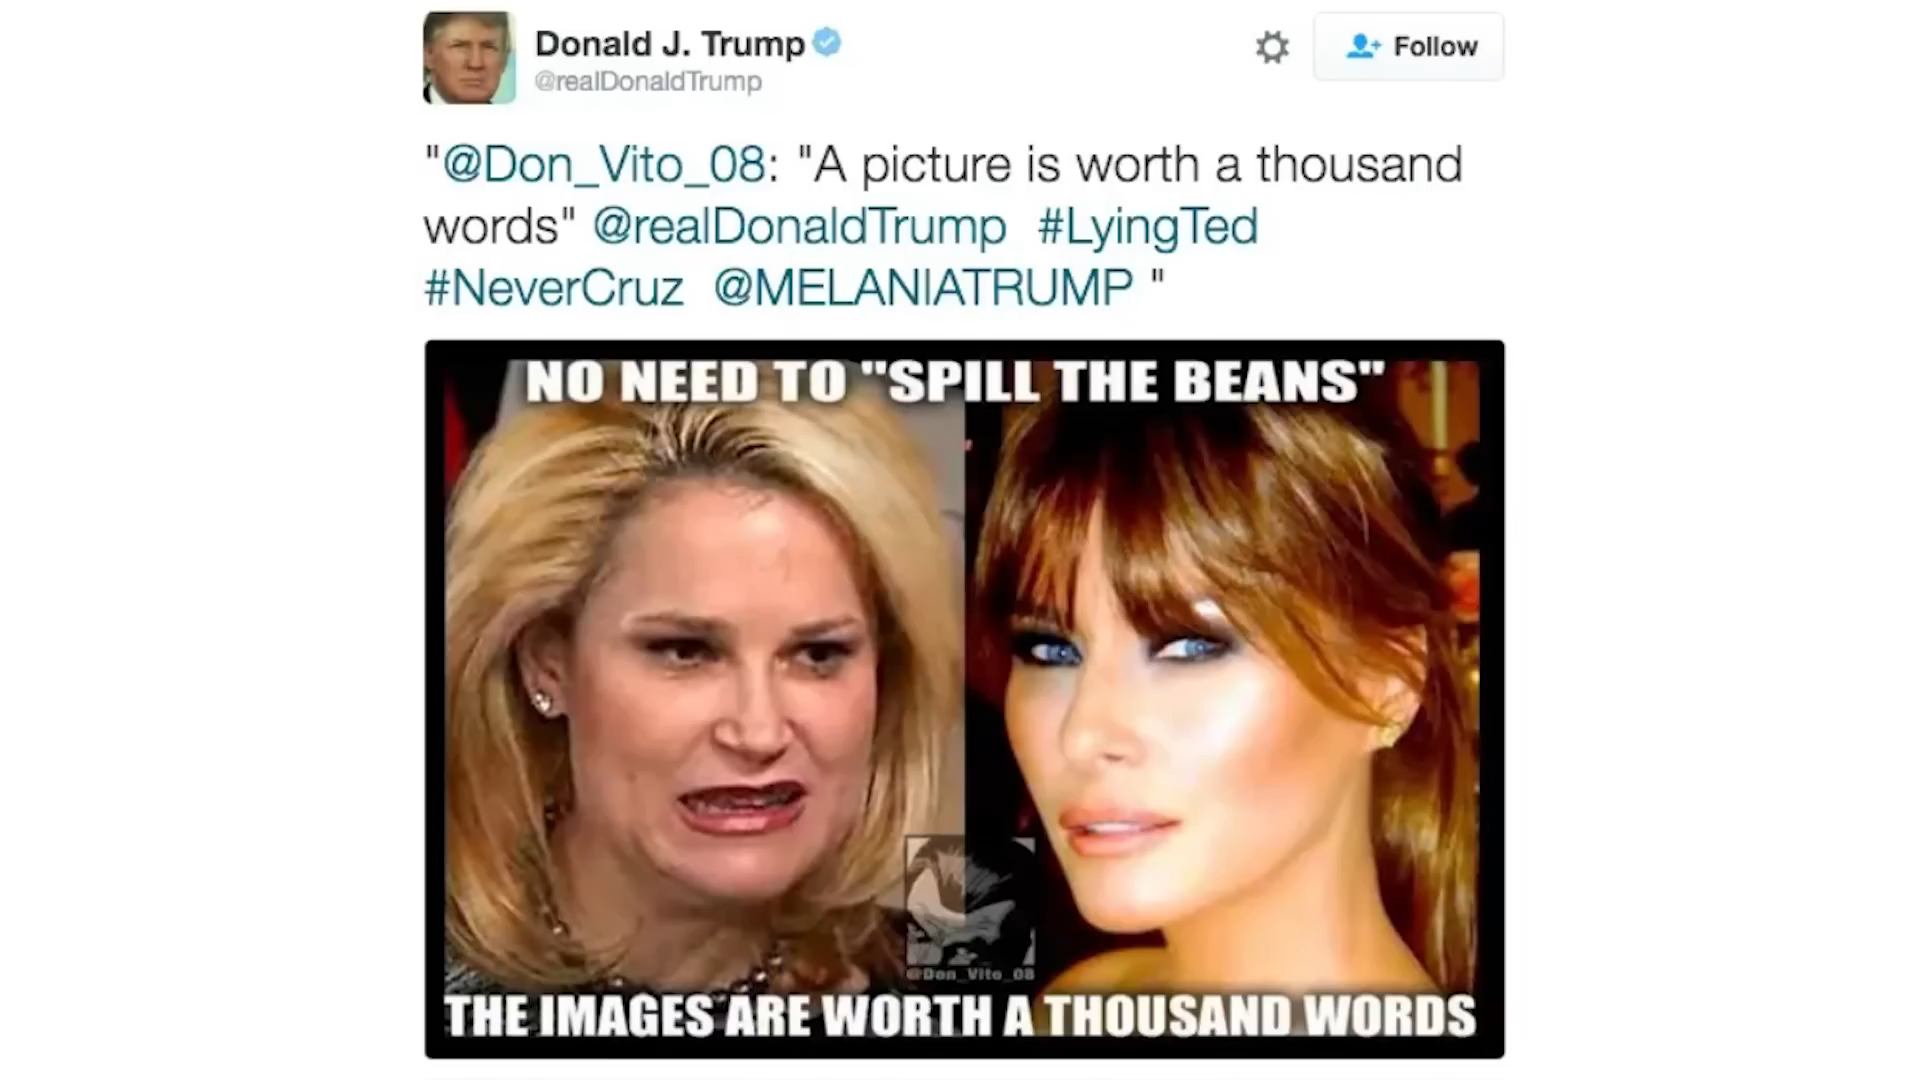 Donald J. Trump
@realDonaldTrump
Follow
"@Don_Vito_08: "A picture is worth a thousand
words" @realDonaldTrump #LyingTed
#NeverCruz @MELANIATRUMP "
NO NEED TO "SPILL THE BEANS"
@Don_Vito_08
THE IMAGES ARE WORTH A THOUSAND WORDS